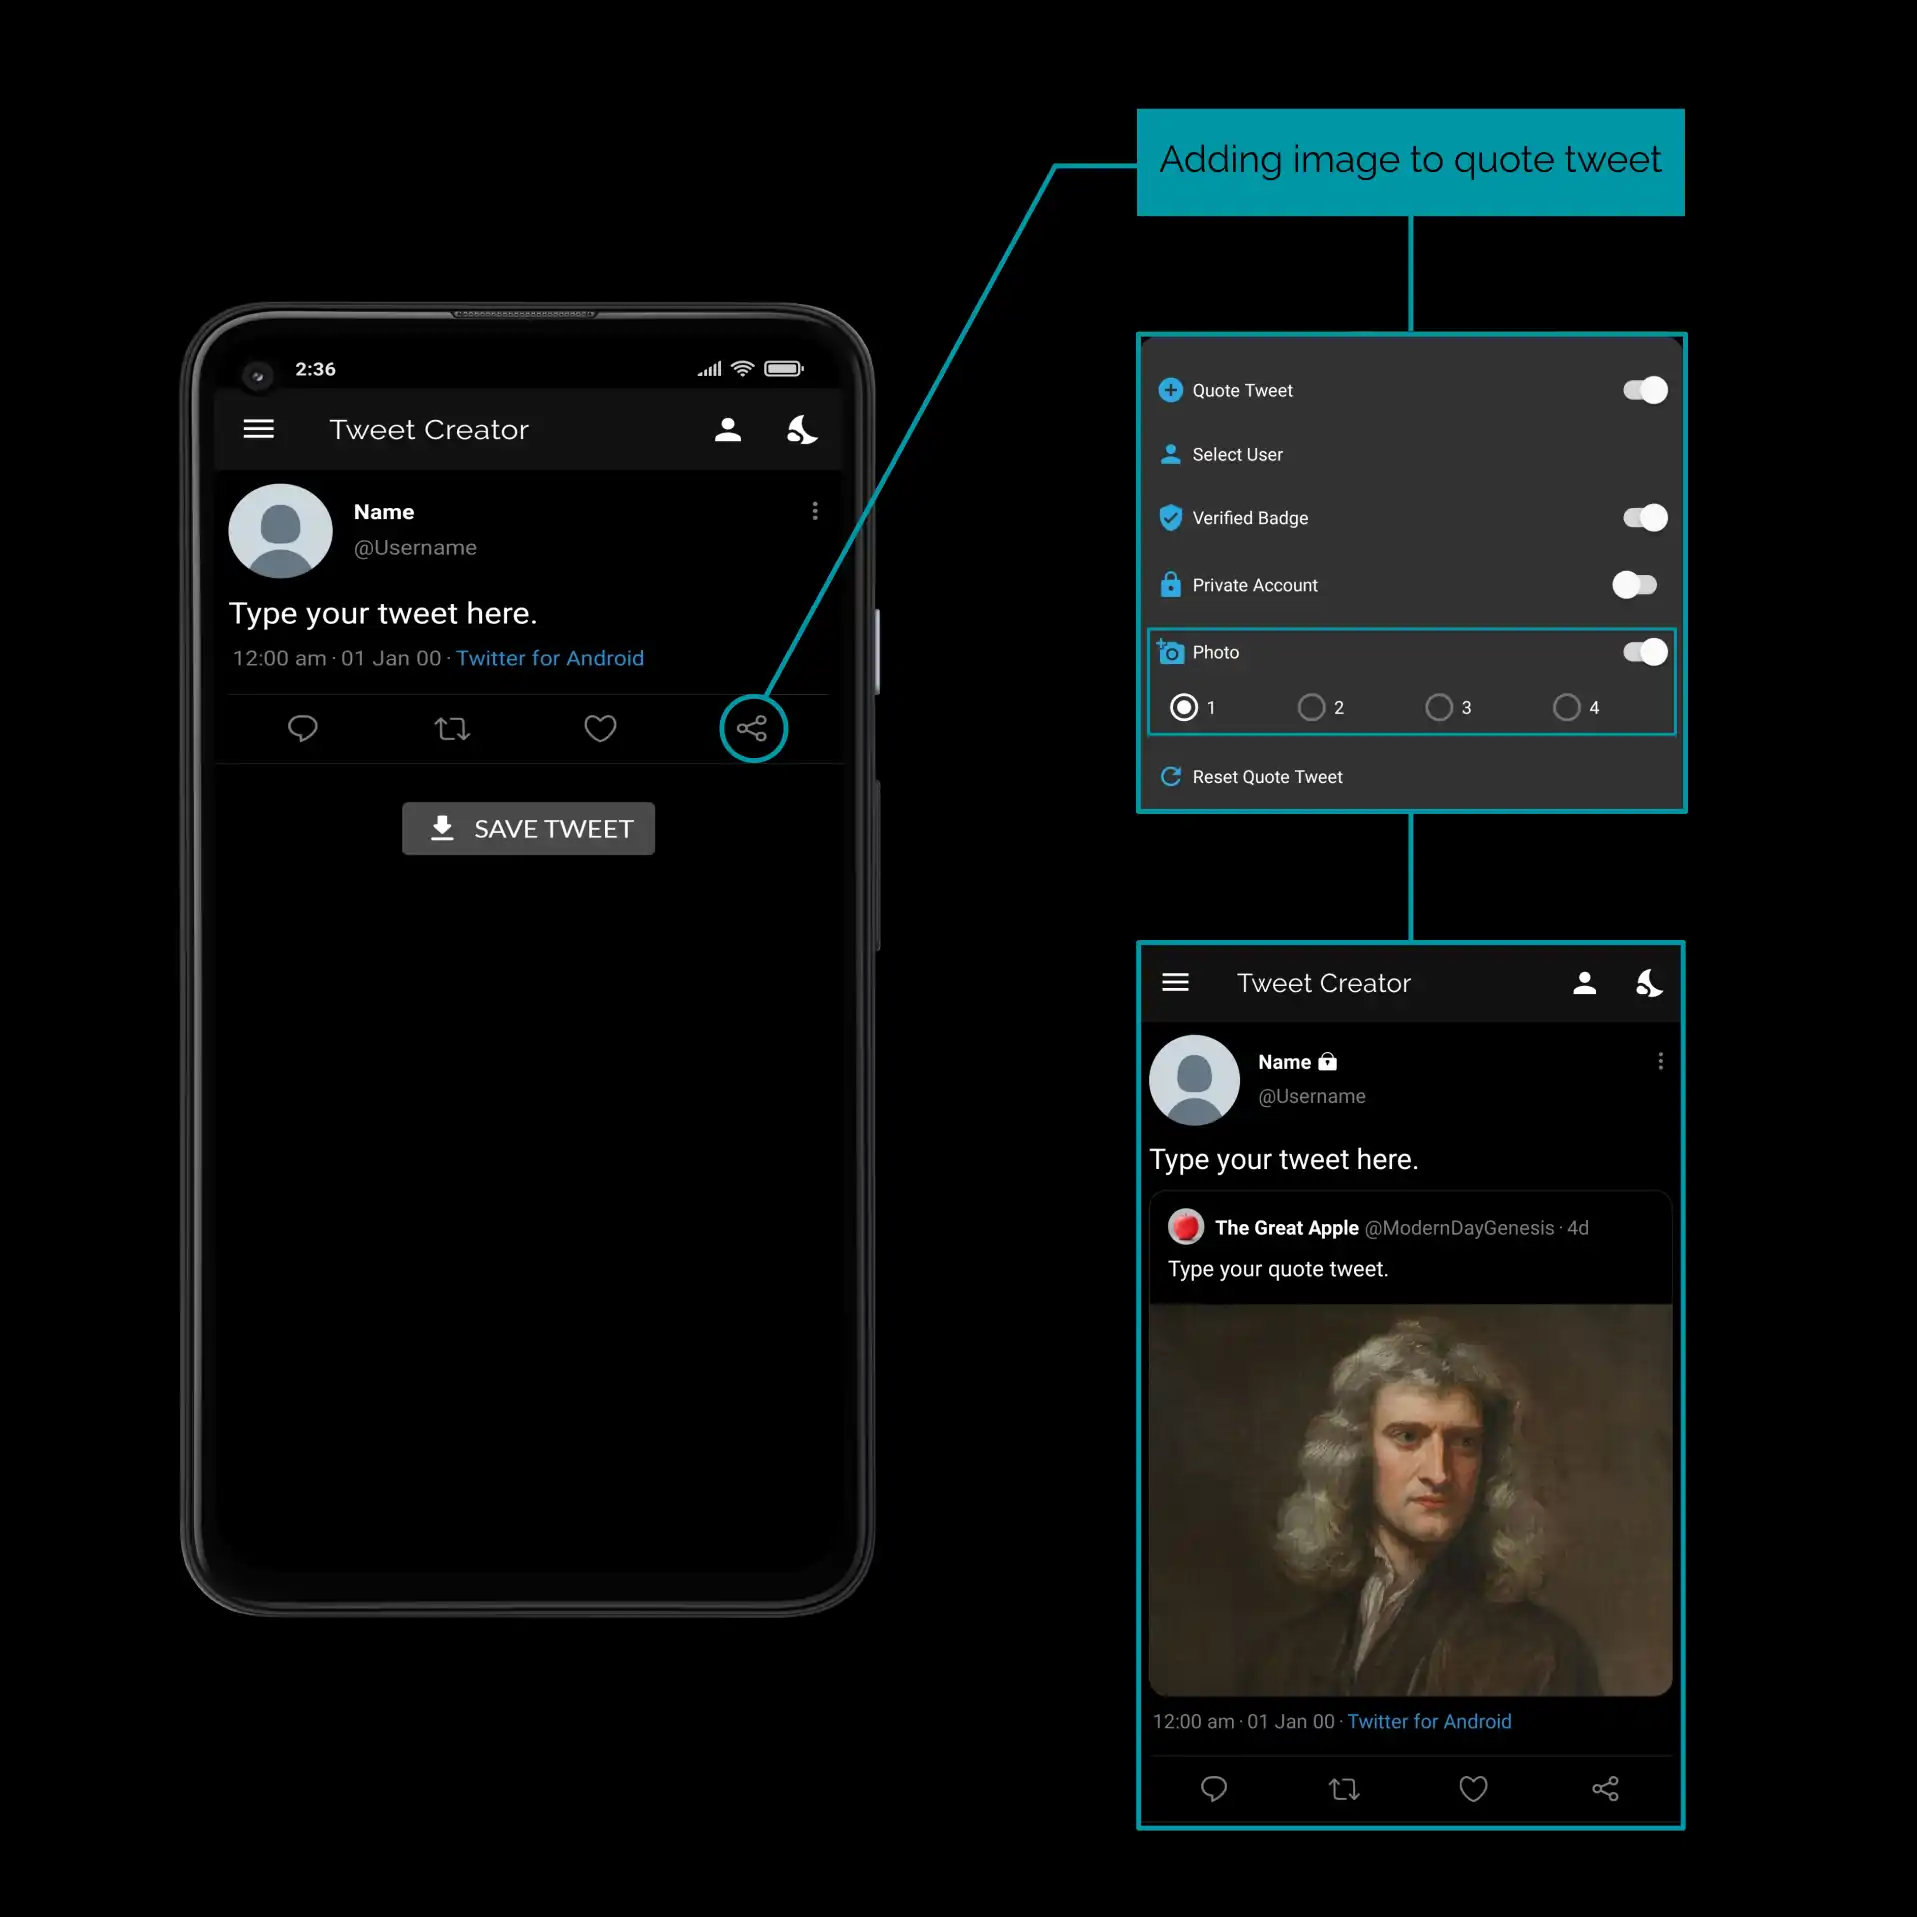 Adding image to quote tweet
2:36
Tweet Creator
Name
@Username
Type your tweet here.
12:00 am · 01 Jan 00 · Twitter for Android
SAVE TWEET
Quote Tweet
Select User
Verified Badge
Private Account
Photo
1 2 3 4
Reset Quote Tweet
Tweet Creator
Name
@Username
Type your tweet here.
The Great Apple @ModernDayGenesis · 4d
Type your quote tweet.
12:00 am · 01 Jan 00 · Twitter for Android